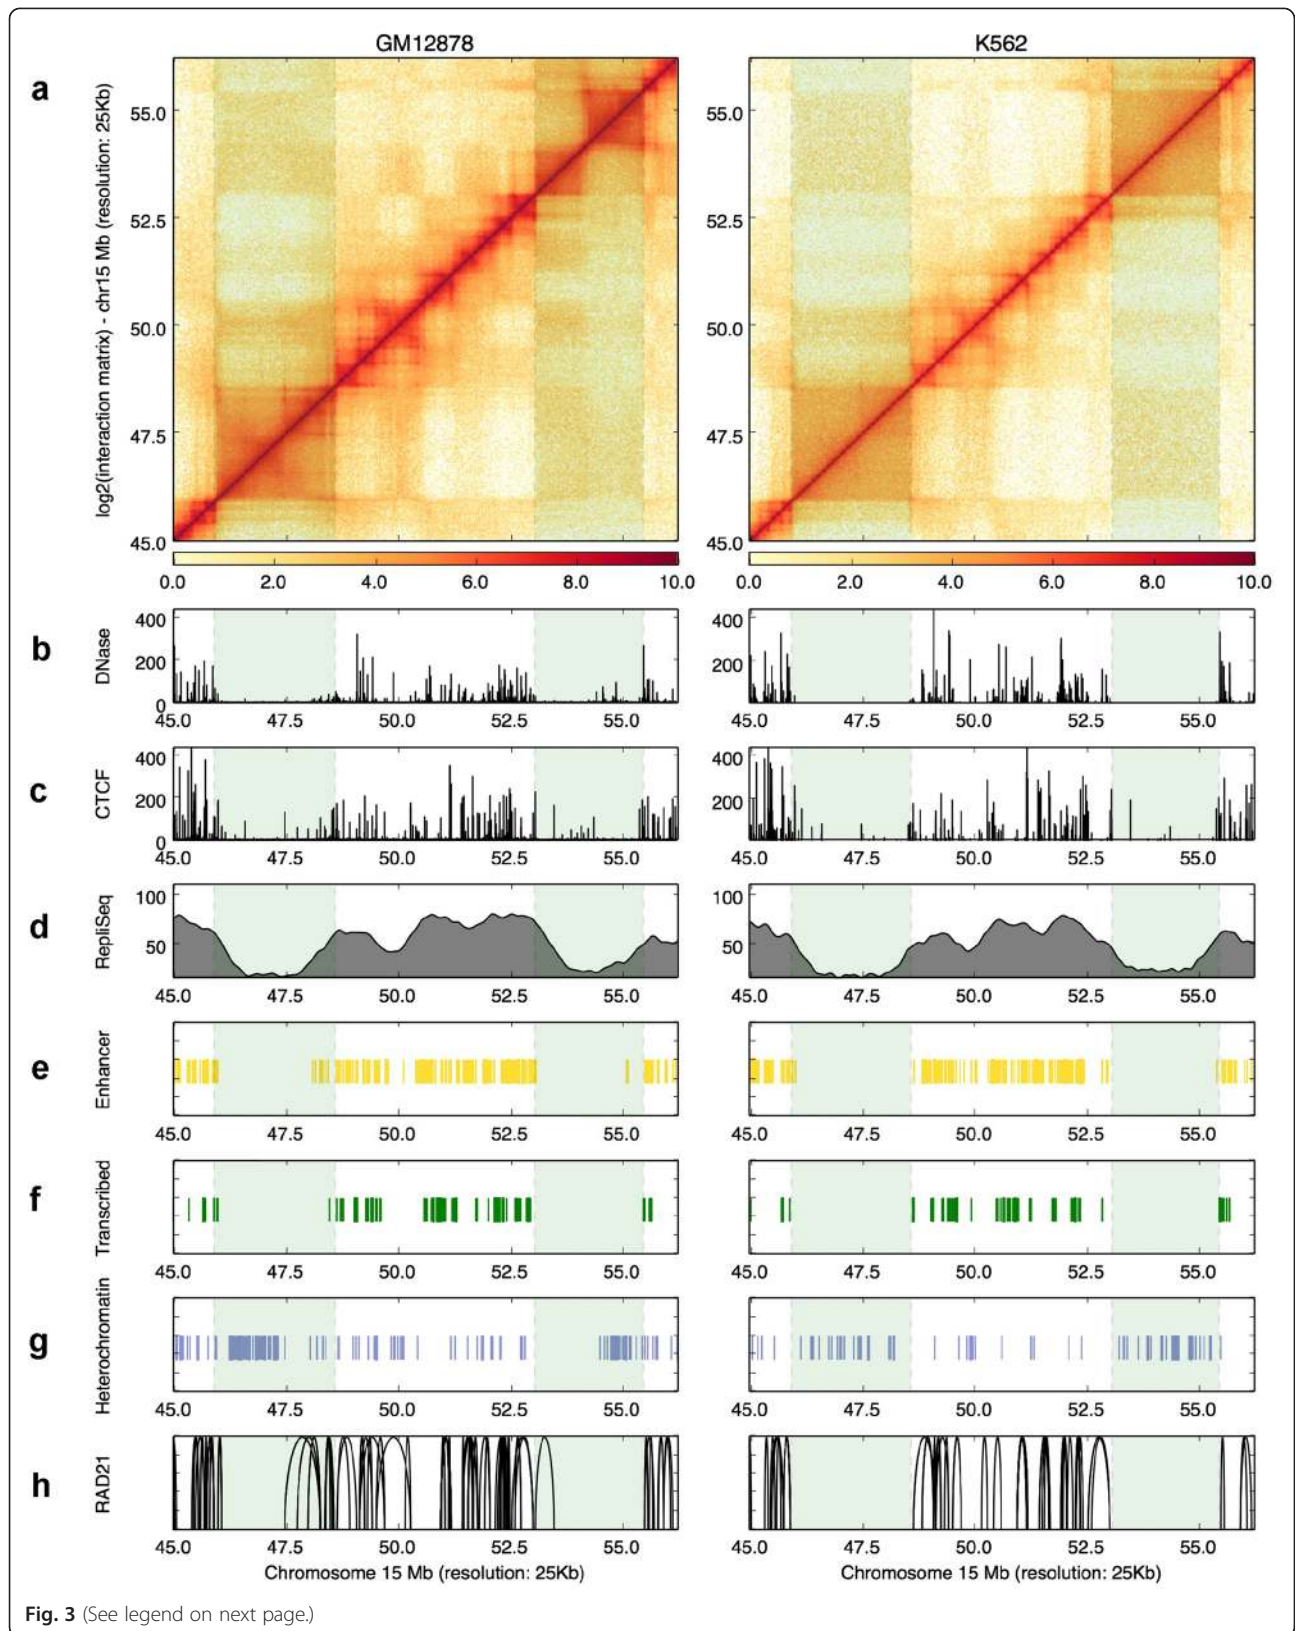 GM12878 K562
a
log2(interaction matrix) - chr15 Mb (resolution: 25Kb)
55.0 55.0
52.5 52.5
50.0 50.0
47.5 47.5
45.0 45.0
0.0 2.0 4.0 6.0 8.0 10.0 0.0 2.0 4.0 6.0 8.0 10.0
b
DNase
400 400
200 200
0
45.0 47.5 50.0 52.5 55.0 45.0 47.5 50.0 52.5 55.0
c
CTCF
400 400
200 200
0
45.0 47.5 50.0 52.5 55.0 45.0 47.5 50.0 52.5 55.0
d
RepliSeq
100 100
50 50
45.0 47.5 50.0 52.5 55.0 45.0 47.5 50.0 52.5 55.0
e
Enhancer
45.0 47.5 50.0 52.5 55.0 45.0 47.5 50.0 52.5 55.0
f
Transcribed
45.0 47.5 50.0 52.5 55.0 45.0 47.5 50.0 52.5 55.0
g
Heterochromatin
45.0 47.5 50.0 52.5 55.0 45.0 47.5 50.0 52.5 55.0
h
RAD21
45.0 47.5 50.0 52.5 55.0 45.0 47.5 50.0 52.5 55.0
Chromosome 15 Mb (resolution: 25Kb) Chromosome 15 Mb (resolution: 25Kb)
Fig. 3 (See legend on next page.)